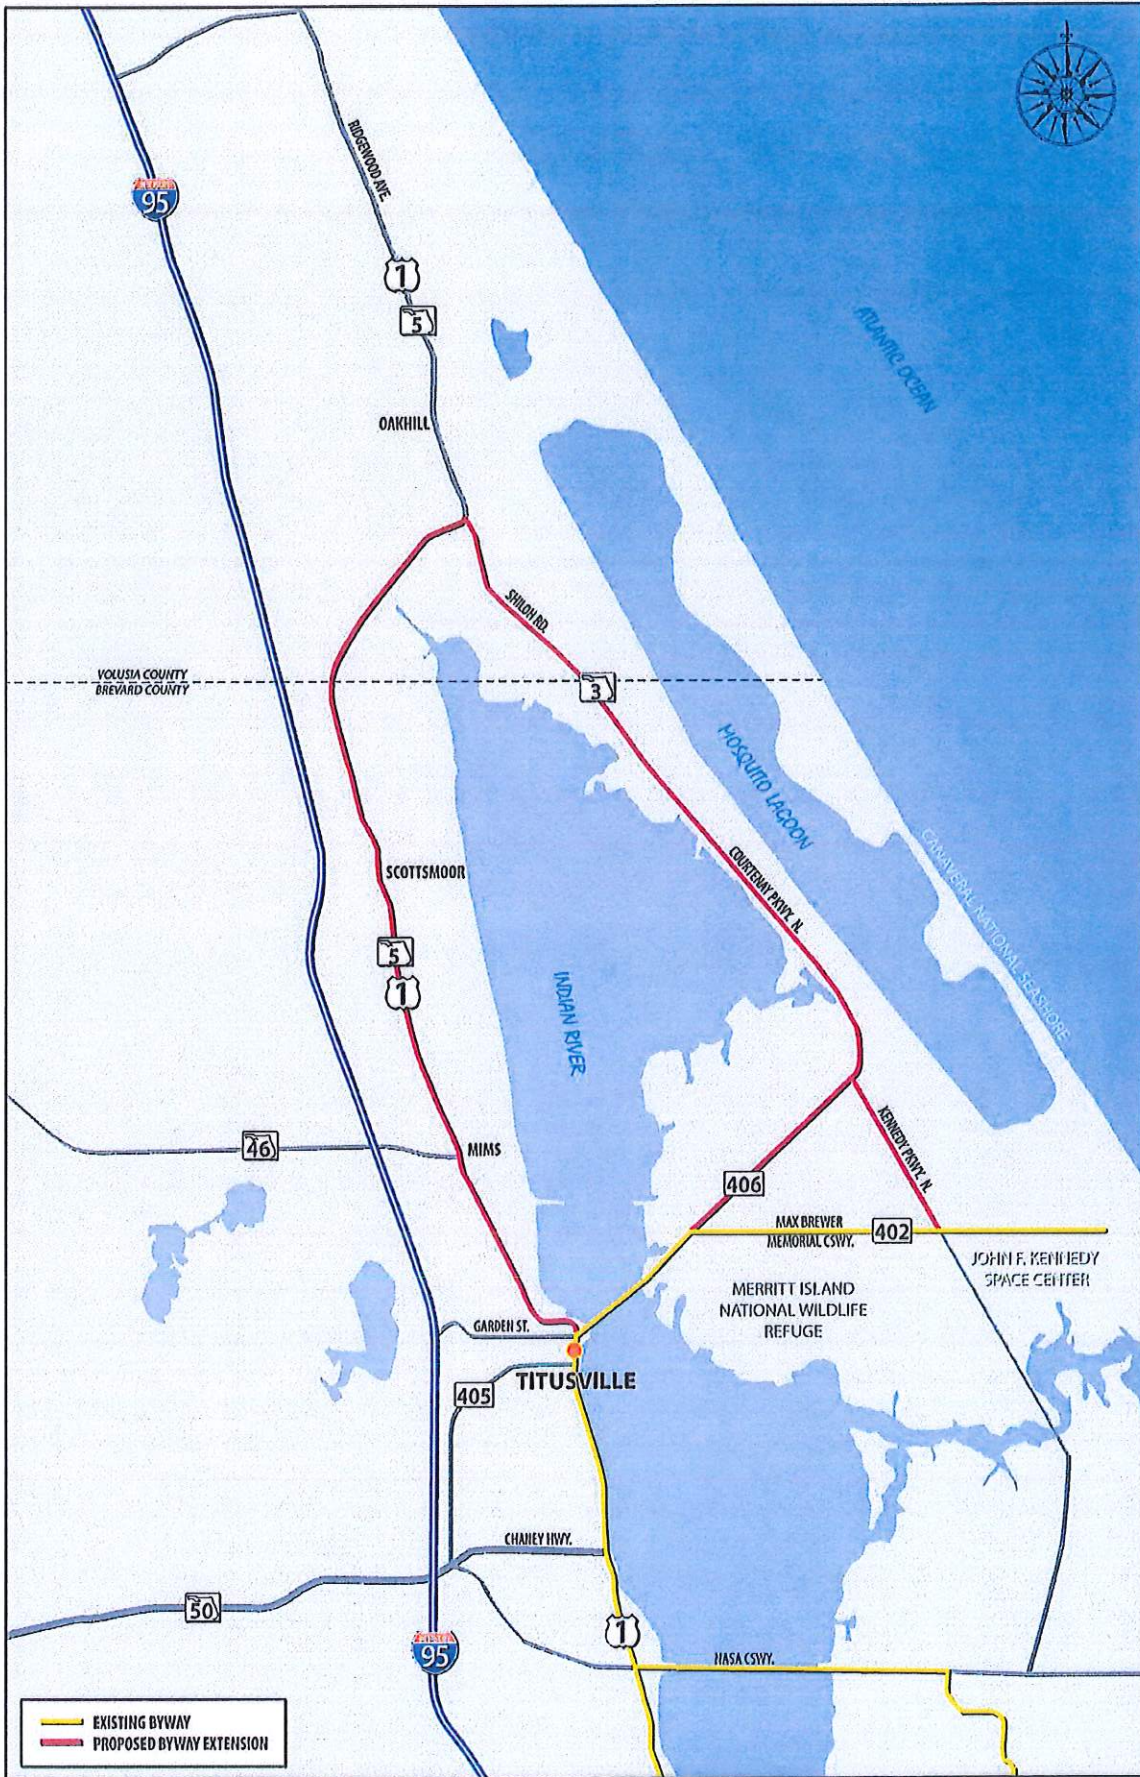 RIDGEWOOD AVE.
95
1
5
ATLANTIC OCEAN
OAKHILL
SHILOH RD.
VOLUSIA COUNTY
BREVARD COUNTY
3
MOSQUITO LAGOON
COURTENAY PKWY. N.
CANAVERAL NATIONAL SEASHORE
SCOTTSMOOR
5
1
INDIAN RIVER
KENNEDY PKWY. N.
46
MIMS
406
MAX BREWER
MEMORIAL CSWY.
402
JOHN F. KENNEDY
SPACE CENTER
MERRITT ISLAND
NATIONAL WILDLIFE
REFUGE
GARDEN ST.
TITUSVILLE
405
CHANEY HWY.
50
1
95
NASA CSWY.
EXISTING BYWAY
PROPOSED BYWAY EXTENSION